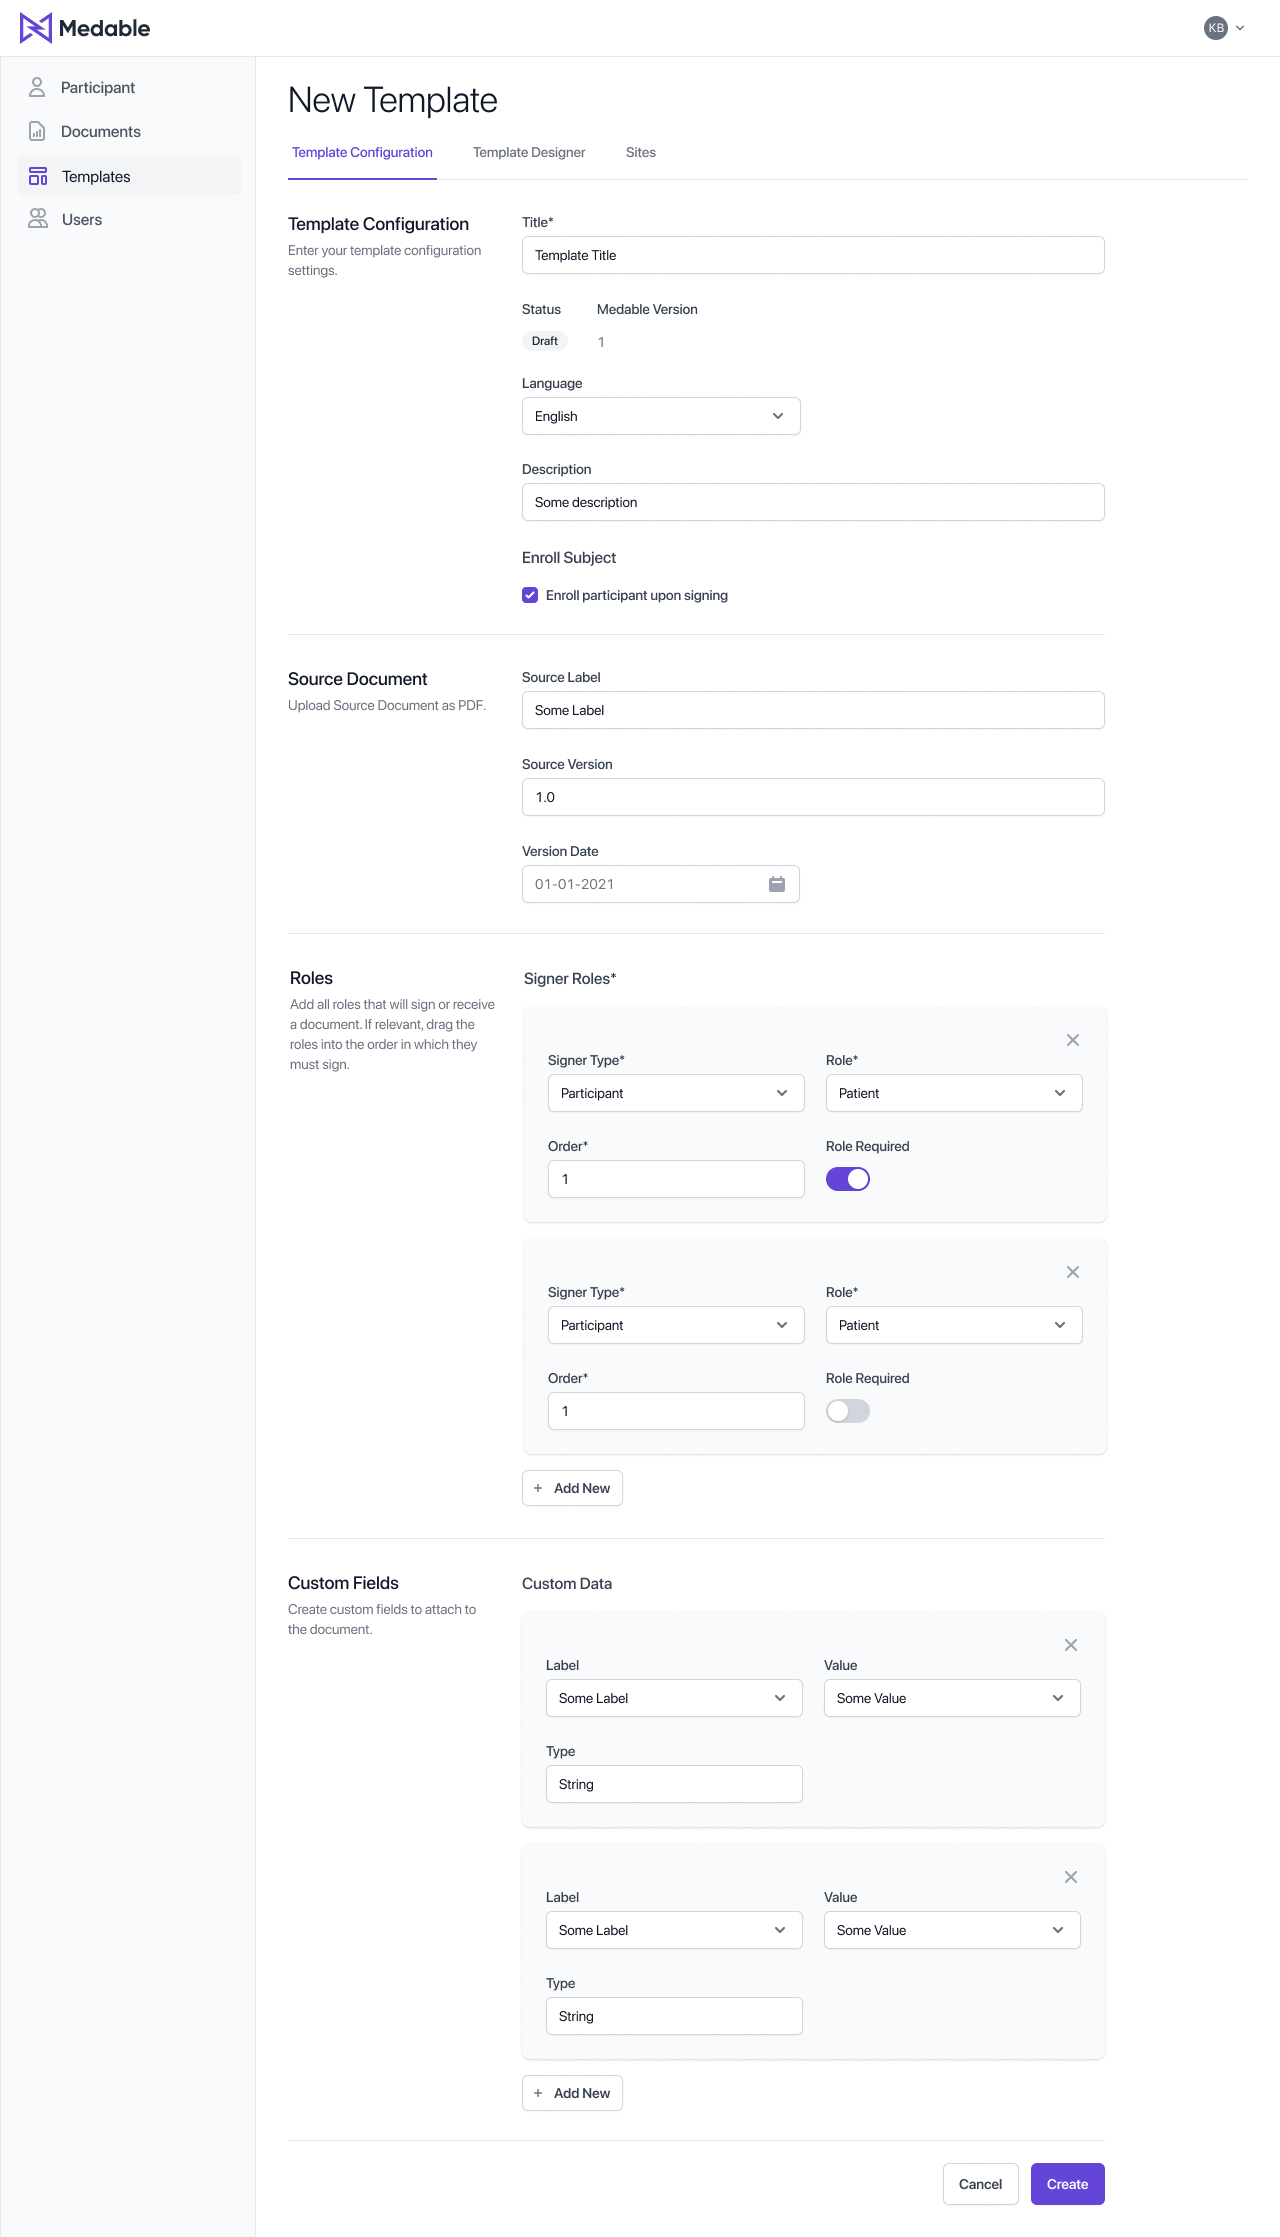 Medable
KB
Participant
Documents
Templates
Users
New Template
Template Configuration
Template Designer
Sites
Template Configuration
Enter your template configuration
settings.
Title*
Template Title
Status
Medable Version
Draft
1
Language
English
Description
Some description
Enroll Subject
Enroll participant upon signing
Source Document
Upload Source Document as PDF.
Source Label
Some Label
Source Version
1.0
Version Date
01-01-2021
Roles
Add all roles that will sign or receive
a document. If relevant, drag the
roles into the order in which they
must sign.
Signer Roles*
Signer Type*
Role*
Participant
Patient
Order*
Role Required
1
Signer Type*
Role*
Participant
Patient
Order*
Role Required
1
+ Add New
Custom Fields
Create custom fields to attach to
the document.
Custom Data
Label
Value
Some Label
Some Value
Type
String
Label
Value
Some Label
Some Value
Type
String
+ Add New
Cancel
Create